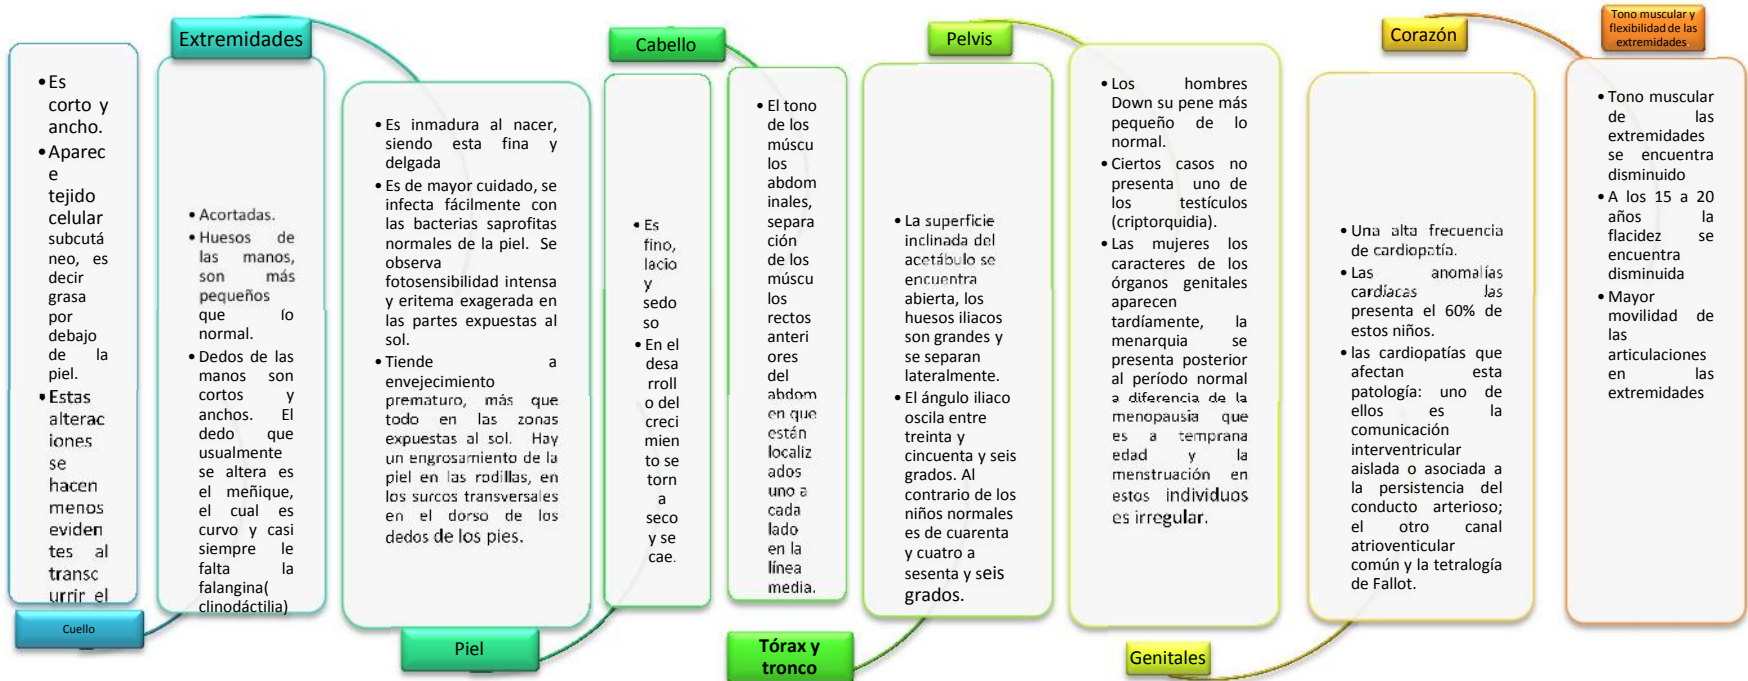 Cuello
• Es
corto y
ancho.
• Aparec
e
tejido
celular
subcutá
neo, es
decir
grasa
por
debajo
de la
piel.
• Estas
alterac
iones
se
hacen
menos
eviden
tes al
transc
urrir el
Extremidades
• Acortadas.
• Huesos de
las manos,
son más
pequeños
que lo
normal.
• Dedos de las
manos son
cortos y
anchos. El
dedo que
usualmente
se altera es
el meñique,
el cual es
curvo y casi
siempre le
falta la
falangina(
clinodáctilia)
Piel
• Es inmadura al nacer,
siendo esta fina y
delgada
• Es de mayor cuidado, se
infecta fácilmente con
las bacterias saprofitas
normales de la piel. Se
observa
fotosensibilidad intensa
y eritema exagerada en
las partes expuestas al
sol.
• Tiende a
envejecimiento
prematuro, más que
todo en las zonas
expuestas al sol. Hay
un engrosamiento de la
piel en las rodillas, en
los surcos transversales
en el dorso de los
dedos de los pies.
Cabello
• Es
fino,
lacio
y
sedo
so
• En el
desa
rroll
o del
creci
mien
to se
torn
a
seco
y se
cae.
Tórax y
tronco
• El tono
de los
múscu
los
abdom
inales,
separa
ción
de los
múscu
los
rectos
anteri
ores
del
abdom
en que
están
localiz
ados
uno a
cada
lado
en la
línea
media.
Pelvis
• La superficie
inclinada del
acetábulo se
encuentra
abierta, los
huesos iliacos
son grandes y
se separan
lateralmente.
• El ángulo iliaco
oscila entre
treinta y
cincuenta y seis
grados. Al
contrario de los
niños normales
es de cuarenta
y cuatro a
sesenta y seis
grados.
Genitales
• Los hombres
Down su pene más
pequeño de lo
normal.
• Ciertos casos no
presenta uno de
los testículos
(criptorquidia).
• Las mujeres los
caracteres de los
órganos genitales
aparecen
tardíamente, la
menarquia se
presenta posterior
al período normal
a diferencia de la
menopausia que
es a temprana
edad y la
menstruación en
estos individuos
es irregular.
Corazón
• Una alta frecuencia
de cardiopatía.
• Las anomalías
cardíacas las
presenta el 60% de
estos niños.
• las cardiopatías que
afectan esta
patología: uno de
ellos es la
comunicación
interventricular
aislada o asociada a
la persistencia del
conducto arterioso;
el otro canal
atrioventicular
común y la tetralogía
de Fallot.
Tono muscular y
flexibilidad de las
extremidades.
• Tono muscular
de las
extremidades
se encuentra
disminuido
• A los 15 a 20
años la
flacidez se
encuentra
disminuida
• Mayor
movilidad de
las
articulaciones
en las
extremidades